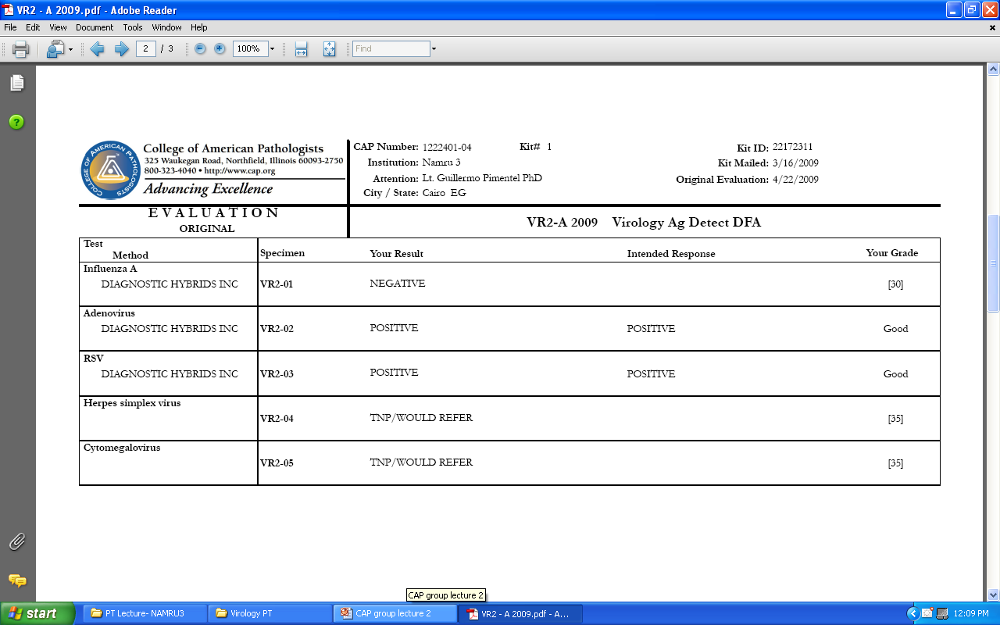 VR2 - A 2009.pdf - Adobe Reader
File Edit View Document Tools Window Help
2 / 3 100% Find
COLLEGE OF AMERICAN PATHOLOGISTS
College of American Pathologists
325 Waukegan Road, Northfield, Illinois 60093-2750
800-323-4040 • http://www.cap.org
Advancing Excellence
CAP Number: 1222401-04 Kit# 1 Kit ID: 22172311
Institution: Namru 3 Kit Mailed: 3/16/2009
Attention: Lt. Guillermo Pimentel PhD Original Evaluation: 4/22/2009
City / State: Cairo EG
EVALUATION
ORIGINAL
VR2-A 2009 Virology Ag Detect DFA
Test
Method Specimen Your Result Intended Response Your Grade
Influenza A
DIAGNOSTIC HYBRIDS INC VR2-01 NEGATIVE [30]
Adenovirus
DIAGNOSTIC HYBRIDS INC VR2-02 POSITIVE POSITIVE Good
RSV
DIAGNOSTIC HYBRIDS INC VR2-03 POSITIVE POSITIVE Good
Herpes simplex virus
VR2-04 TNP/WOULD REFER [35]
Cytomegalovirus
VR2-05 TNP/WOULD REFER [35]
CAP group lecture 2
start PT Lecture- NAMRU3 Virology PT CAP group lecture 2 VR2 - A 2009.pdf - A... 12:09 PM